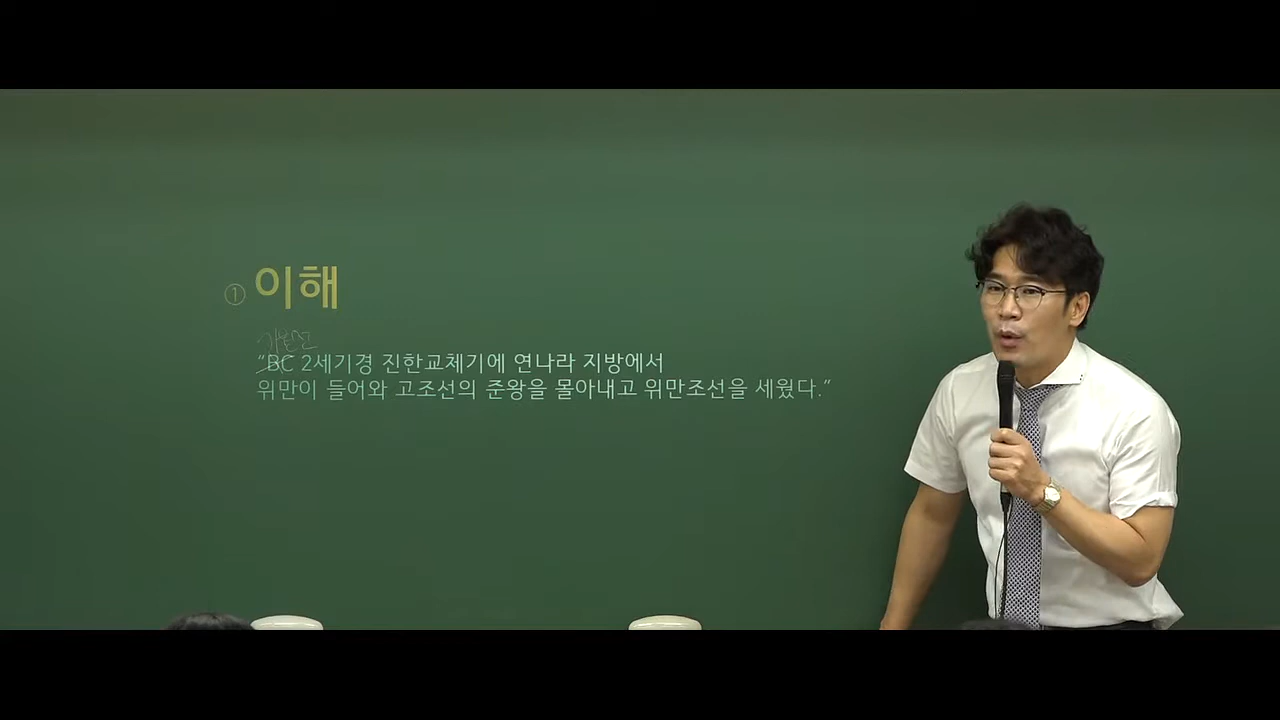 ① 이해
“BC 2세기경 진한교체기에 연나라 지방에서
위만이 들어와 고조선의 준왕을 몰아내고 위만조선을 세웠다.”